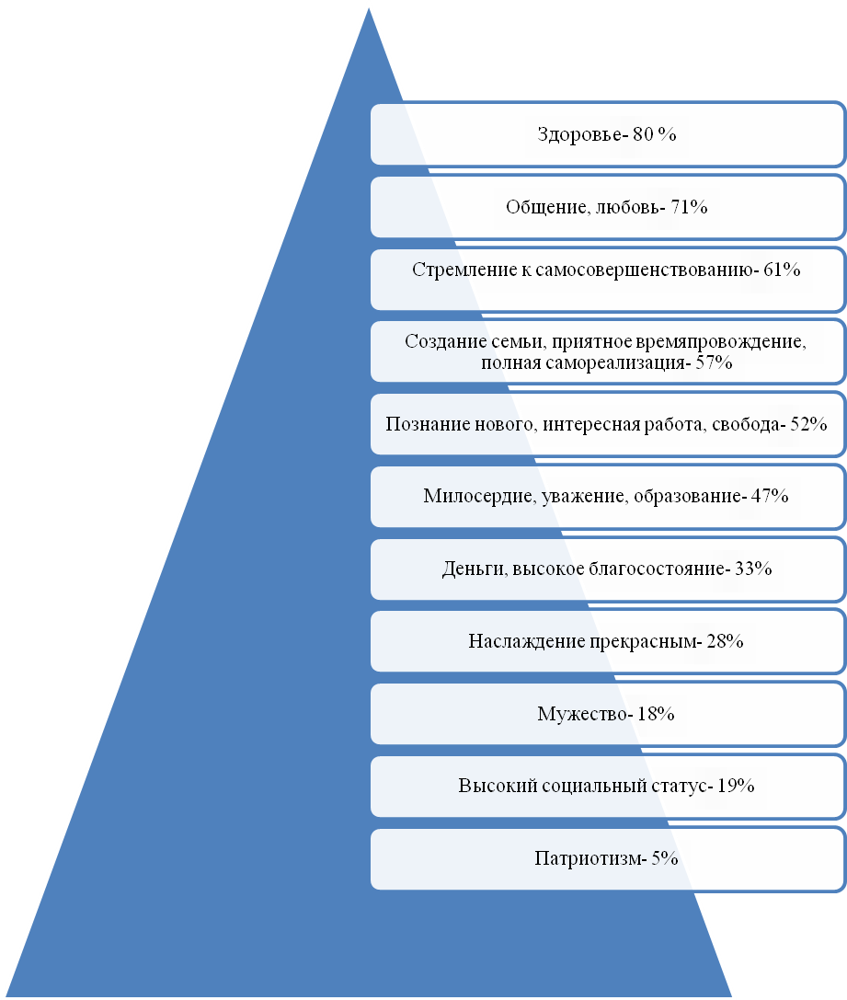 Здоровье- 80 %
Общение, любовь- 71%
Стремление к самосовершенствованию- 61%
Создание семьи, приятное времяпровождение,
полная самореализация- 57%
Познание нового, интересная работа, свобода- 52%
Милосердие, уважение, образование- 47%
Деньги, высокое благосостояние- 33%
Наслаждение прекрасным- 28%
Мужество- 18%
Высокий социальный статус- 19%
Патриотизм- 5%